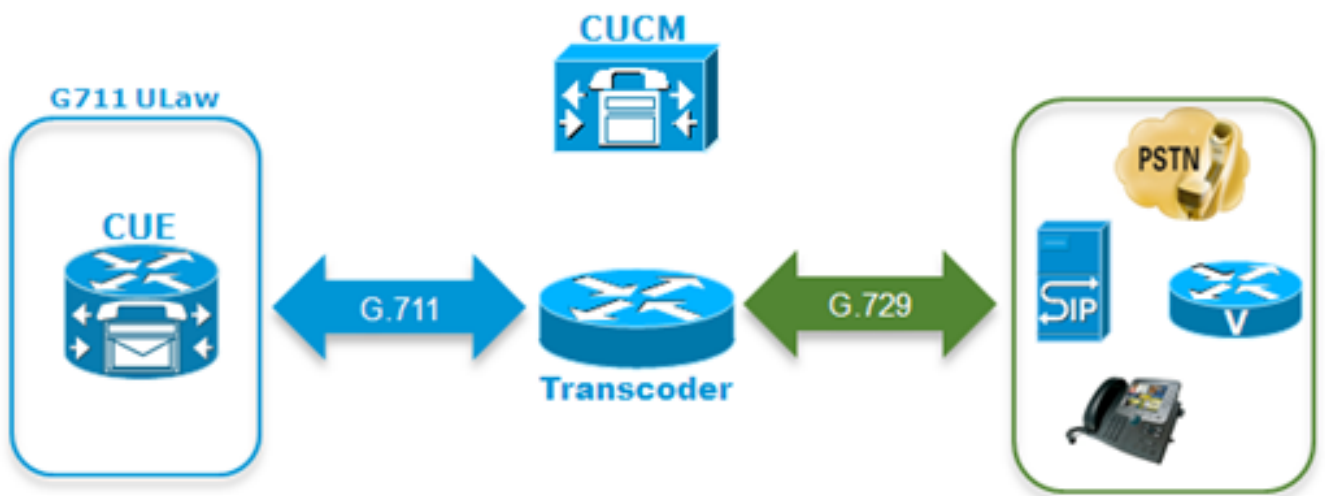 CUCM
G711 ULaw
CUE
G.711
Transcoder
G.729
PSTN
SIP
V